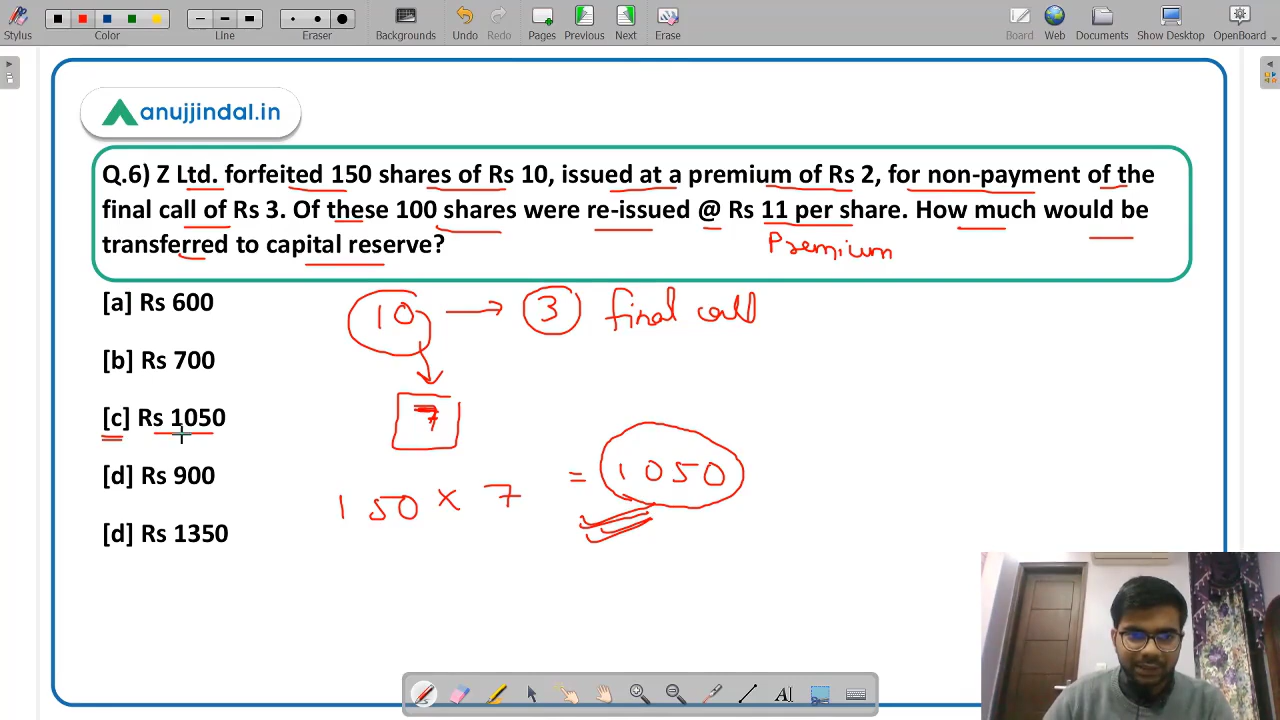 Stylus
Color
Line
Eraser
Backgrounds
Undo
Redo
Pages
Previous
Next
Erase
Board
Web
Documents
Show Desktop
OpenBoard
anujjindal.in
Q.6) Z Ltd. forfeited 150 shares of Rs 10, issued at a premium of Rs 2, for non-payment of the
final call of Rs 3. Of these 100 shares were re-issued @ Rs 11 per share. How much would be
transferred to capital reserve?
Premium
[a] Rs 600
10 → 3 final call
[b] Rs 700
7
[c] Rs 1050
[d] Rs 900
150 x 7 = 1050
[d] Rs 1350